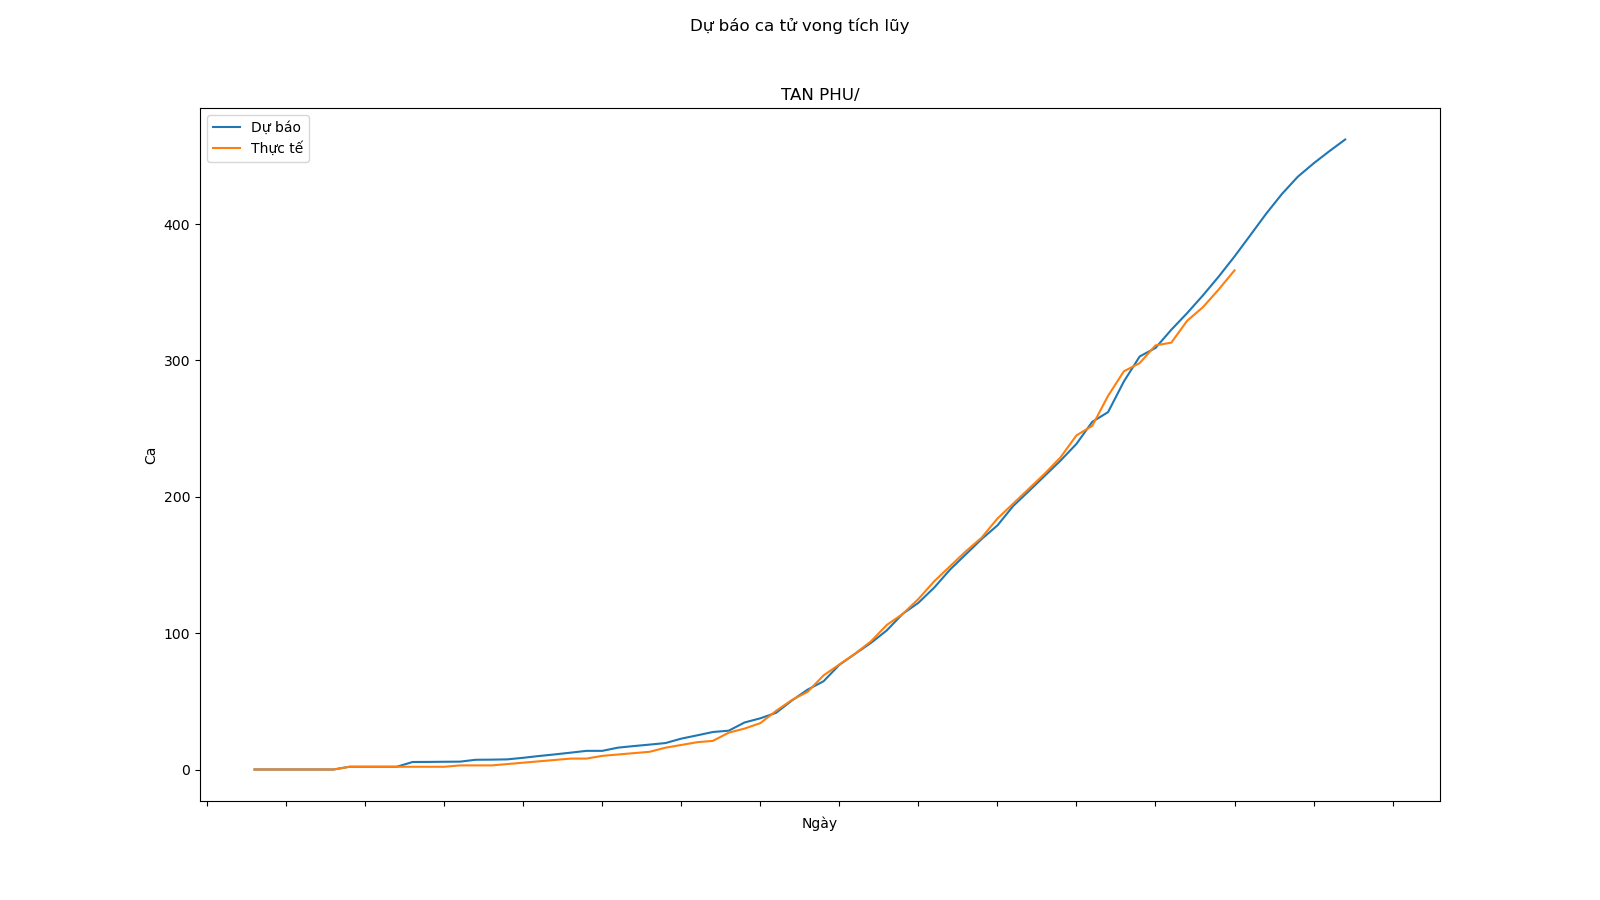 Dự báo ca tử vong tích lũy
TAN PHU/
Dự báo
Thực tế
400
300
200
100
0
Ca
Ngày